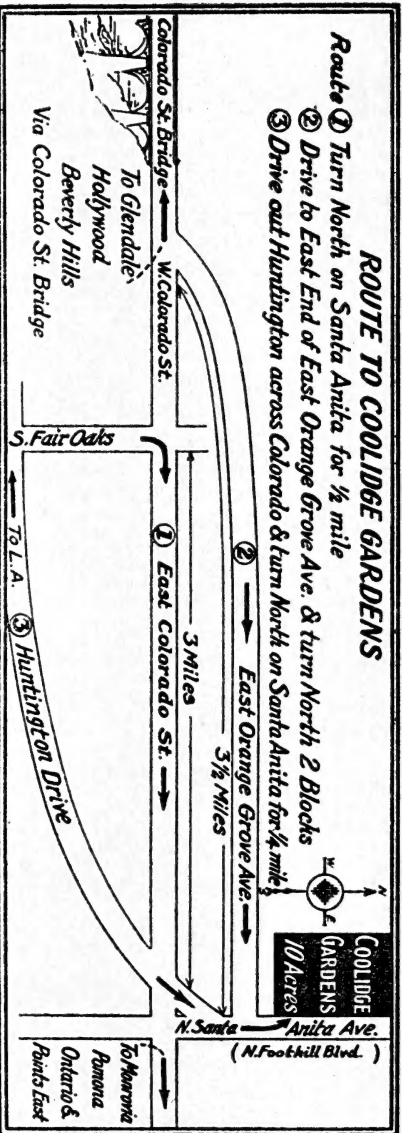 ROUTE TO COOLIDGE GARDENS
Route ① Turn North on Santa Anita for ½ mile
② Drive to East End of East Orange Grove Ave. & turn North 2 Blocks
③ Drive out Huntington across Colorado & turn North on Santa Anita for ¼ mile
N
W. E.
COOLIDGE
GARDENS
10 Acres
Anita Ave.
(N. Foothill Blvd.)
N. Santa
② East Orange Grove Ave.
3½ Miles
3 Miles
Colorado St. Bridge
W. Colorado St.
① East Colorado St.
To Glendale
Hollywood
Beverly Hills
Via Colorado St. Bridge
S. Fair Oaks
To L.A.
③ Huntington Drive
To Monrovia
Pomona
Ontario &
Points East